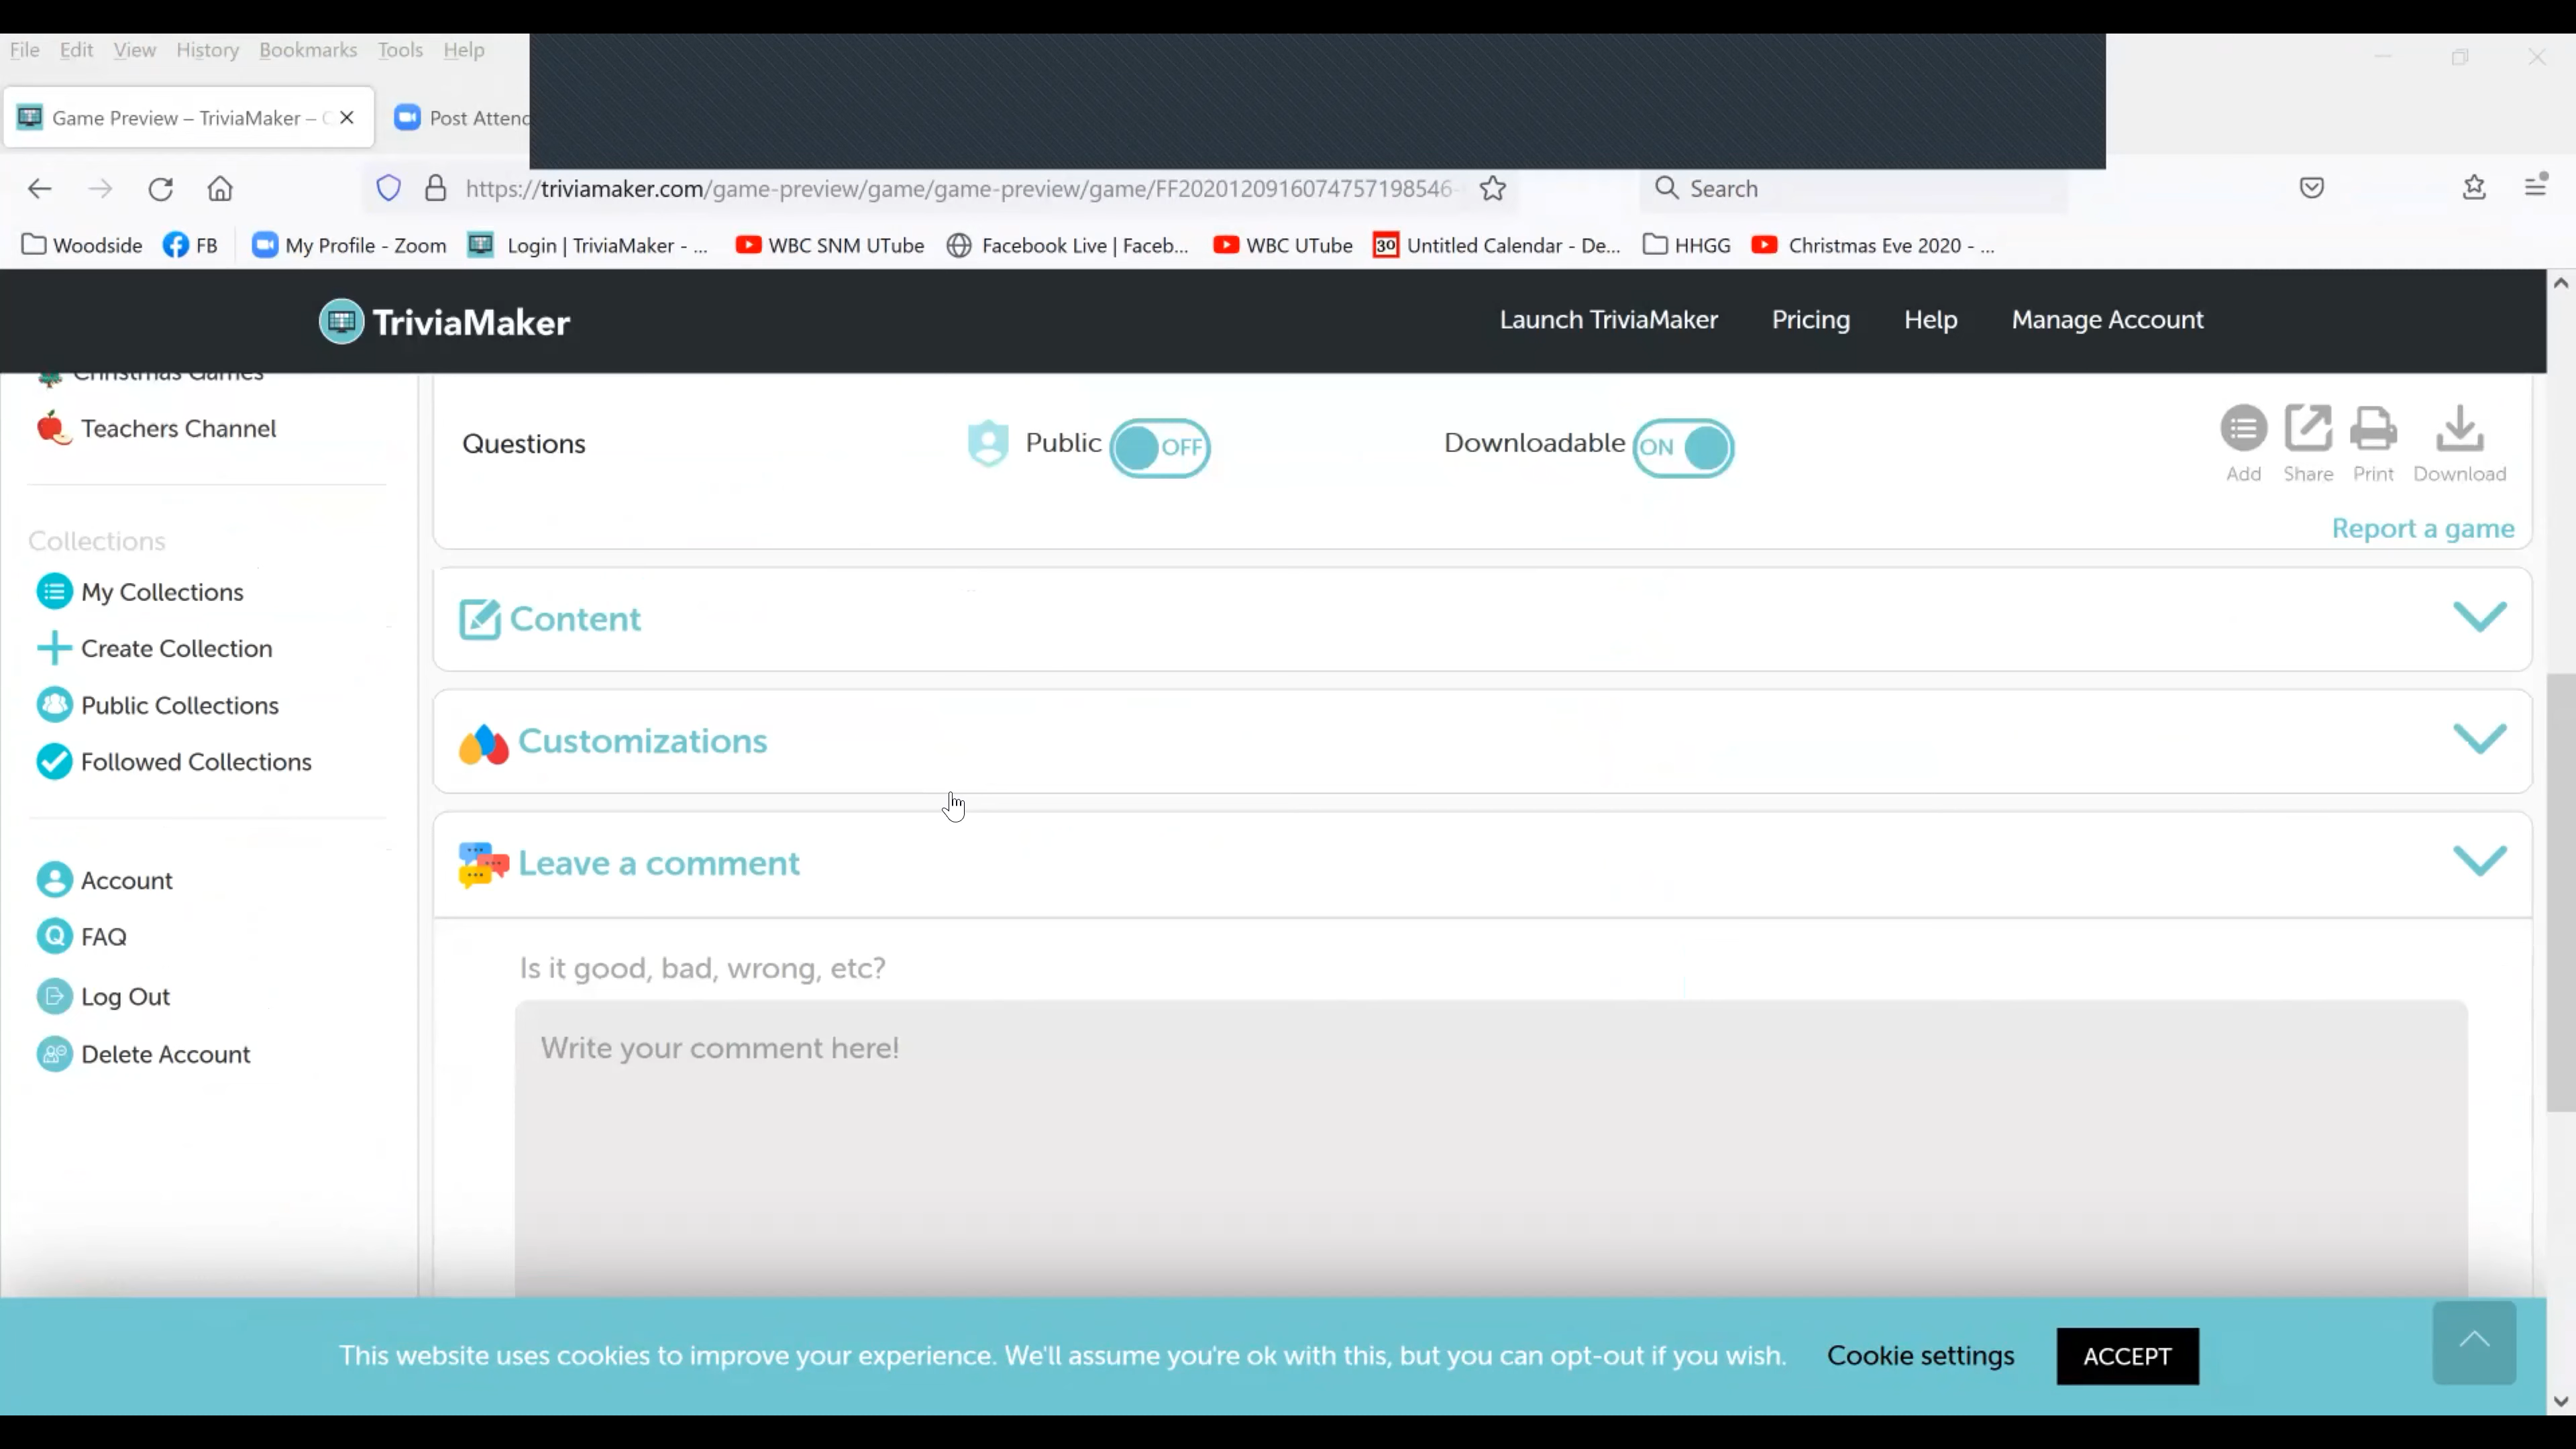 File Edit View History Bookmarks Tools Help
Game Preview – TriviaMaker –
Post Attend
https://triviamaker.com/game-preview/game/game-preview/game/FF20201209160747571985 46-
Search
Woodside FB My Profile - Zoom Login | TriviaMaker - ... WBC SNM UTube Facebook Live | Faceb... WBC UTube 30 Untitled Calendar - De... HHGG Christmas Eve 2020 - ...
TriviaMaker
Launch TriviaMaker Pricing Help Manage Account
Christmas Games
Teachers Channel
Questions Public OFF Downloadable ON
Add Share Print Download
Report a game
Collections
My Collections
Create Collection
Public Collections
Followed Collections
Account
FAQ
Log Out
Delete Account
Content
Customizations
Leave a comment
Is it good, bad, wrong, etc?
Write your comment here!
This website uses cookies to improve your experience. We'll assume you're ok with this, but you can opt-out if you wish. Cookie settings ACCEPT